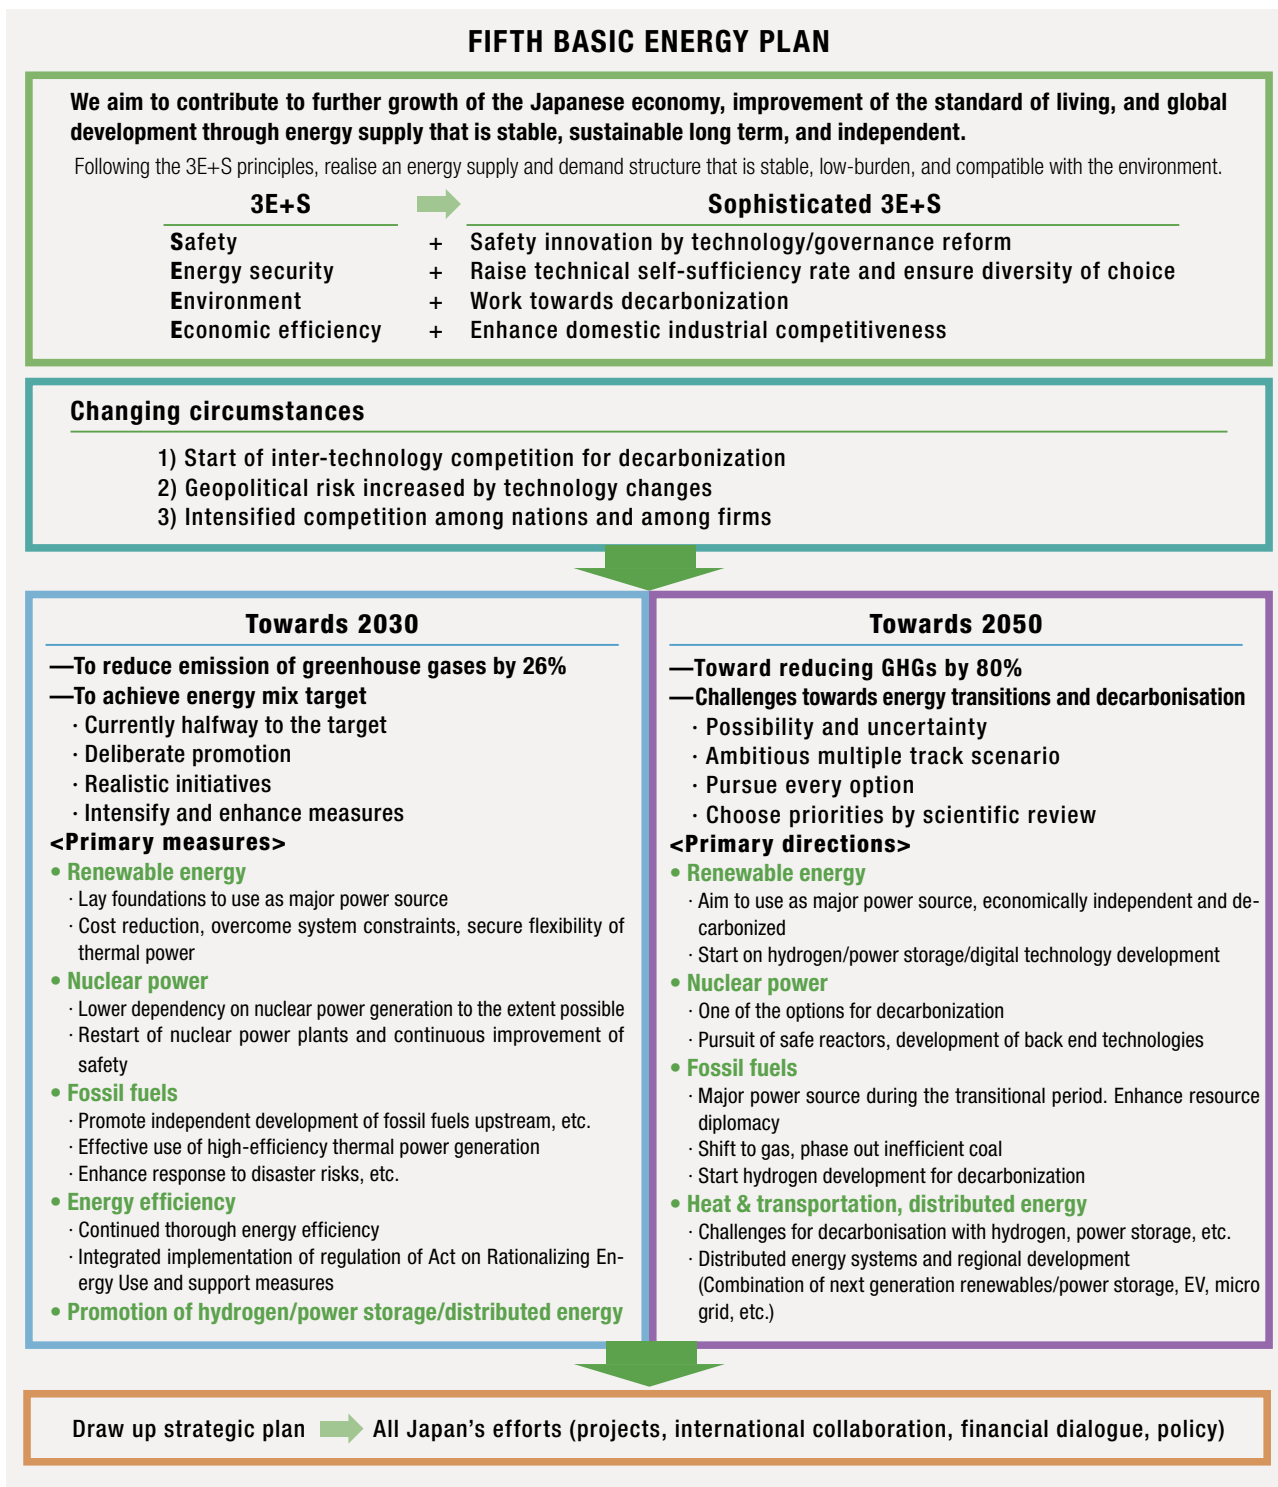 FIFTH BASIC ENERGY PLAN
We aim to contribute to further growth of the Japanese economy, improvement of the standard of living, and global
development through energy supply that is stable, sustainable long term, and independent.
Following the 3E+S principles, realise an energy supply and demand structure that is stable, low-burden, and compatible with the environment.
3E+S Sophisticated 3E+S
Safety + Safety innovation by technology/governance reform
Energy security + Raise technical self-sufficiency rate and ensure diversity of choice
Environment + Work towards decarbonization
Economic efficiency + Enhance domestic industrial competitiveness
Changing circumstances
1) Start of inter-technology competition for decarbonization
2) Geopolitical risk increased by technology changes
3) Intensified competition among nations and among firms
Towards 2030
—To reduce emission of greenhouse gases by 26%
—To achieve energy mix target
· Currently halfway to the target
· Deliberate promotion
· Realistic initiatives
· Intensify and enhance measures
<Primary measures>
• Renewable energy
· Lay foundations to use as major power source
· Cost reduction, overcome system constraints, secure flexibility of
thermal power
• Nuclear power
· Lower dependency on nuclear power generation to the extent possible
· Restart of nuclear power plants and continuous improvement of
safety
• Fossil fuels
· Promote independent development of fossil fuels upstream, etc.
· Effective use of high-efficiency thermal power generation
· Enhance response to disaster risks, etc.
• Energy efficiency
· Continued thorough energy efficiency
· Integrated implementation of regulation of Act on Rationalizing En-
ergy Use and support measures
• Promotion of hydrogen/power storage/distributed energy
Towards 2050
—Toward reducing GHGs by 80%
—Challenges towards energy transitions and decarbonisation
· Possibility and uncertainty
· Ambitious multiple track scenario
· Pursue every option
· Choose priorities by scientific review
<Primary directions>
• Renewable energy
· Aim to use as major power source, economically independent and de-
carbonized
· Start on hydrogen/power storage/digital technology development
• Nuclear power
· One of the options for decarbonization
· Pursuit of safe reactors, development of back end technologies
• Fossil fuels
· Major power source during the transitional period. Enhance resource
diplomacy
· Shift to gas, phase out inefficient coal
· Start hydrogen development for decarbonization
• Heat & transportation, distributed energy
· Challenges for decarbonisation with hydrogen, power storage, etc.
· Distributed energy systems and regional development
(Combination of next generation renewables/power storage, EV, micro
grid, etc.)
Draw up strategic plan All Japan's efforts (projects, international collaboration, financial dialogue, policy)